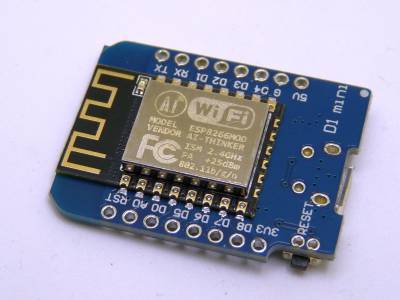 TX RX D1 D2 D3 D4 G 5V
D1 mini
Ai WiFi
MODEL ESP8266MOD
VENDOR AI-THINKER
FC ISM 2.4GHz
PA +25dBm
802.11b/g/n
RST A0 D0 D5 D6 D7 D8 3V3
RESET